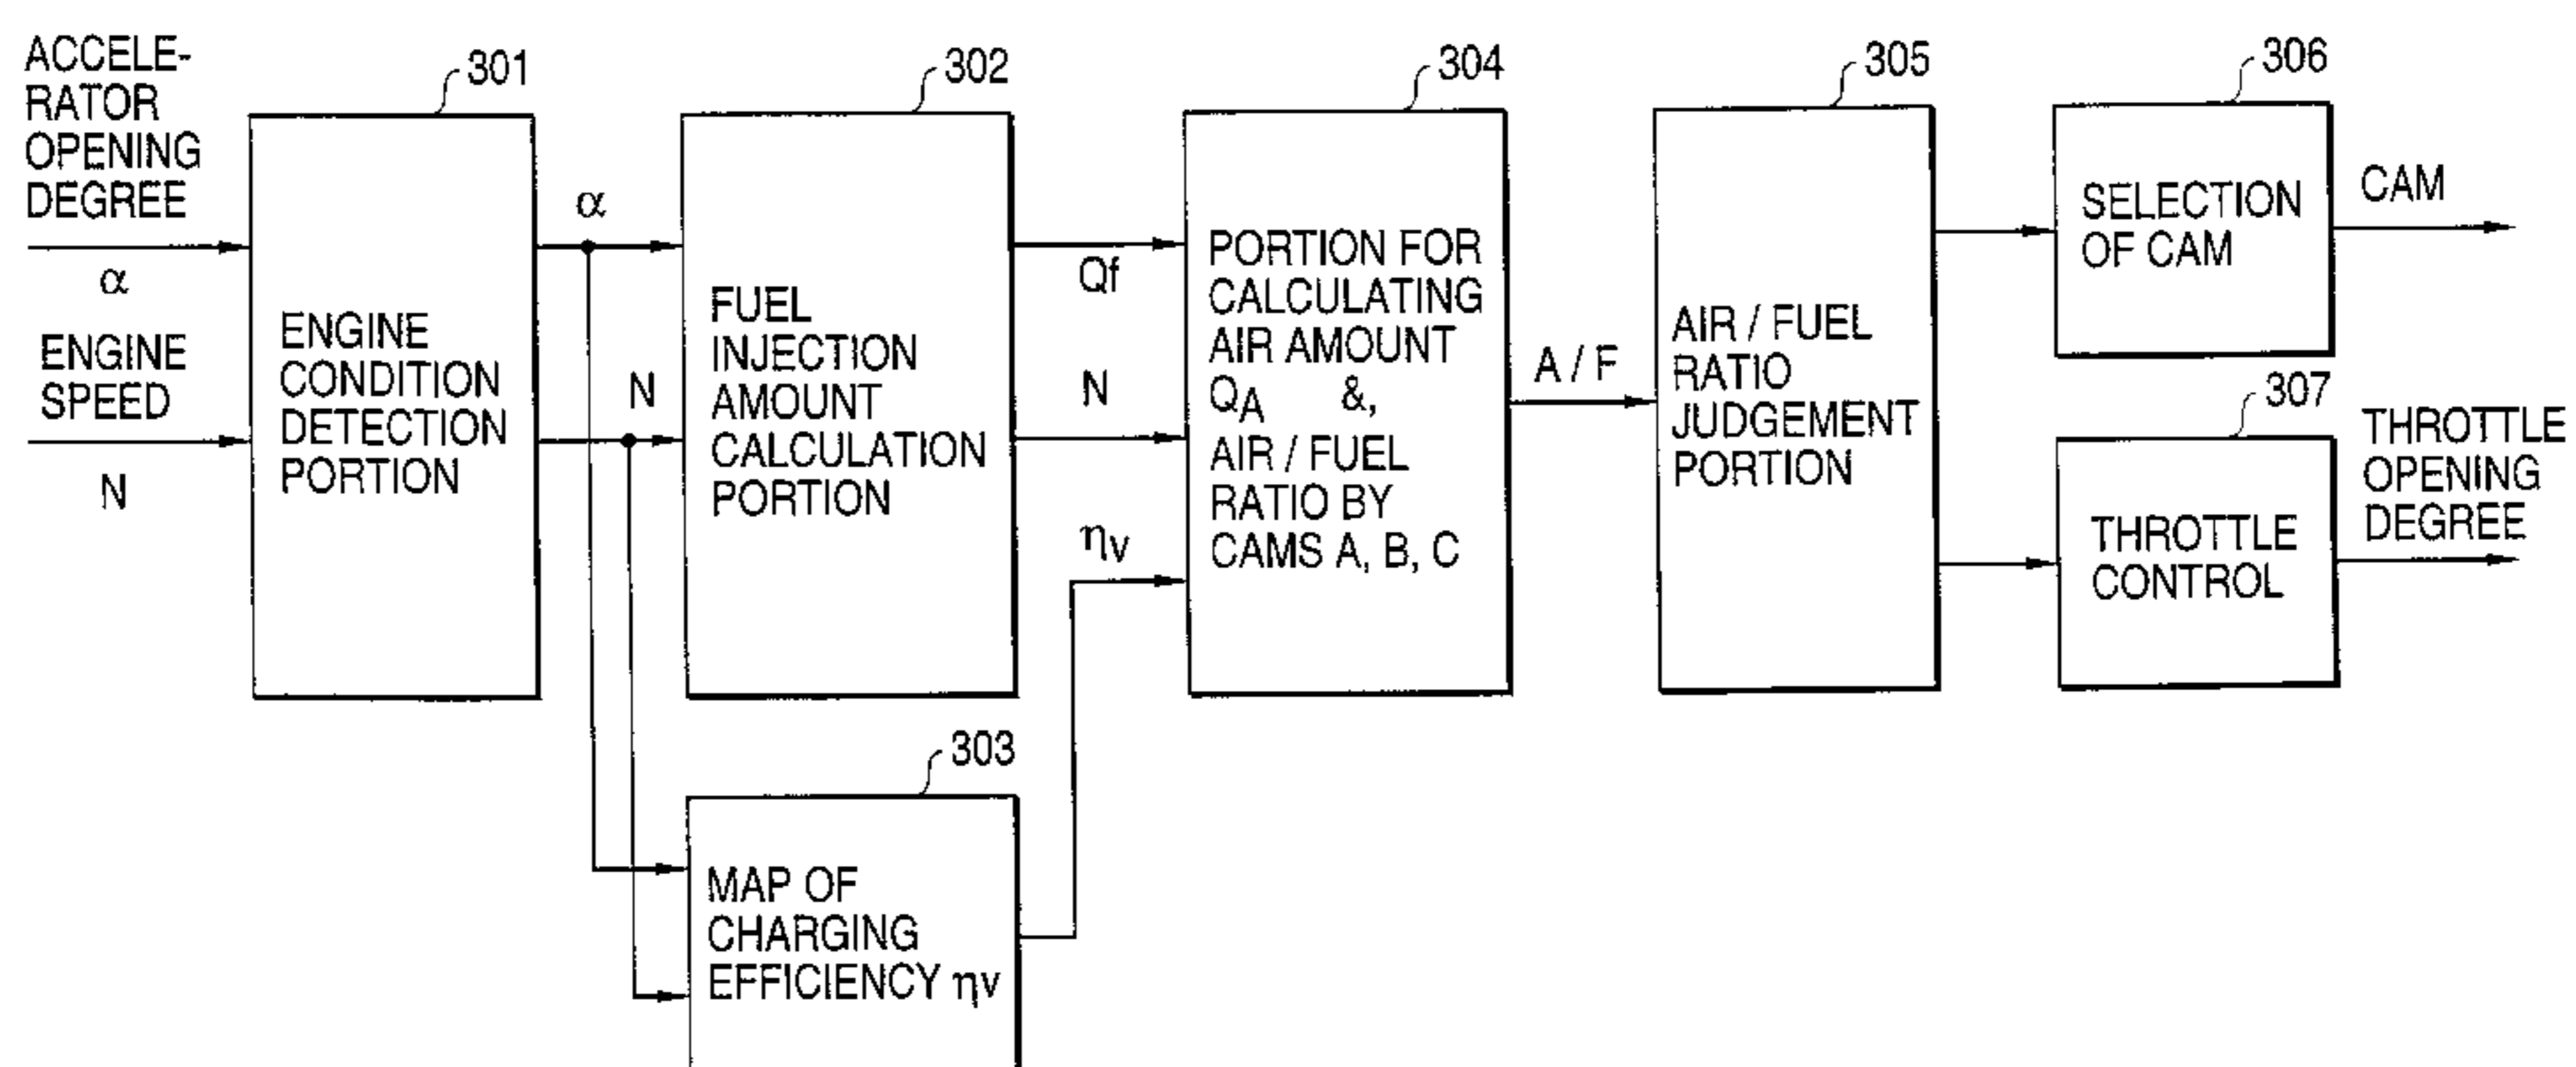 ACCELE-
RATOR
OPENING
DEGREE
α
ENGINE
SPEED
N
301
ENGINE
CONDITION
DETECTION
PORTION
α
N
302
FUEL
INJECTION
AMOUNT
CALCULATION
PORTION
303
MAP OF
CHARGING
EFFICIENCY ηv
Qf
N
ηv
304
PORTION FOR
CALCULATING
AIR AMOUNT
QA &,
AIR / FUEL
RATIO BY
CAMS A, B, C
A / F
305
AIR / FUEL
RATIO
JUDGEMENT
PORTION
306
SELECTION
OF CAM
CAM
307
THROTTLE
CONTROL
THROTTLE
OPENING
DEGREE